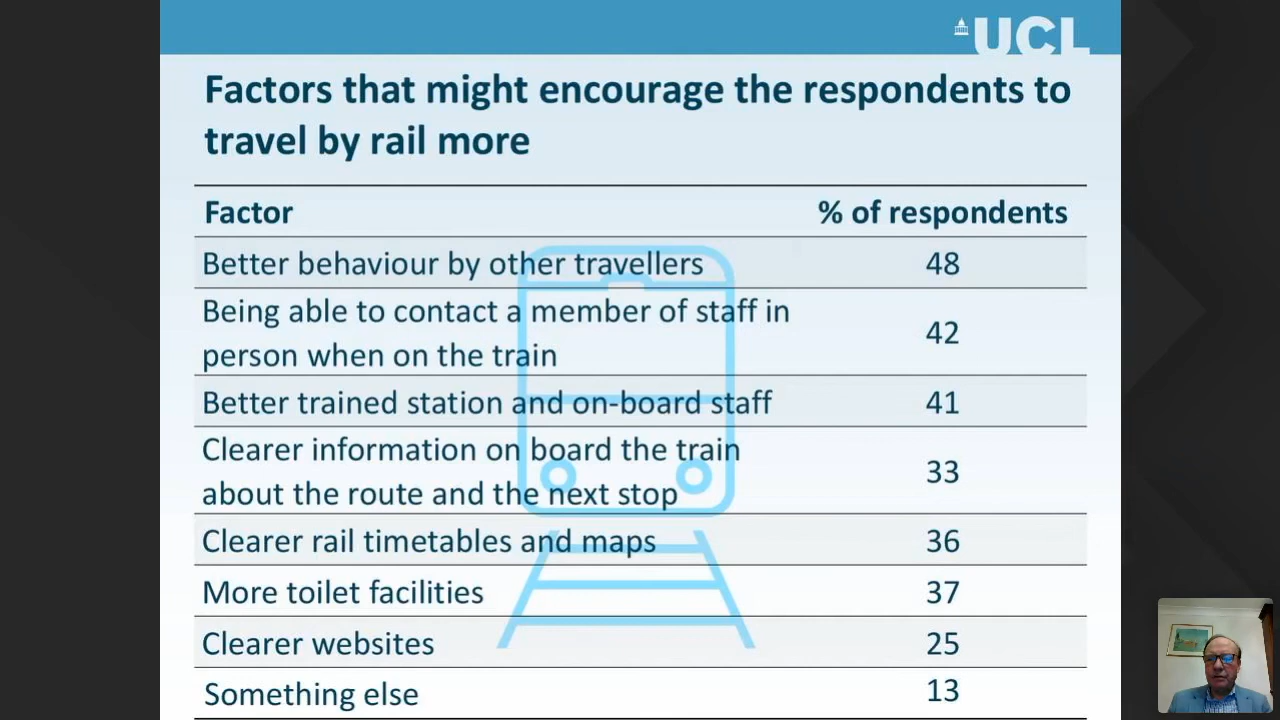 UCL
Factors that might encourage the respondents to
travel by rail more
Factor % of respondents
Better behaviour by other travellers 48
Being able to contact a member of staff in
person when on the train 42
Better trained station and on-board staff 41
Clearer information on board the train
about the route and the next stop 33
Clearer rail timetables and maps 36
More toilet facilities 37
Clearer websites 25
Something else 13